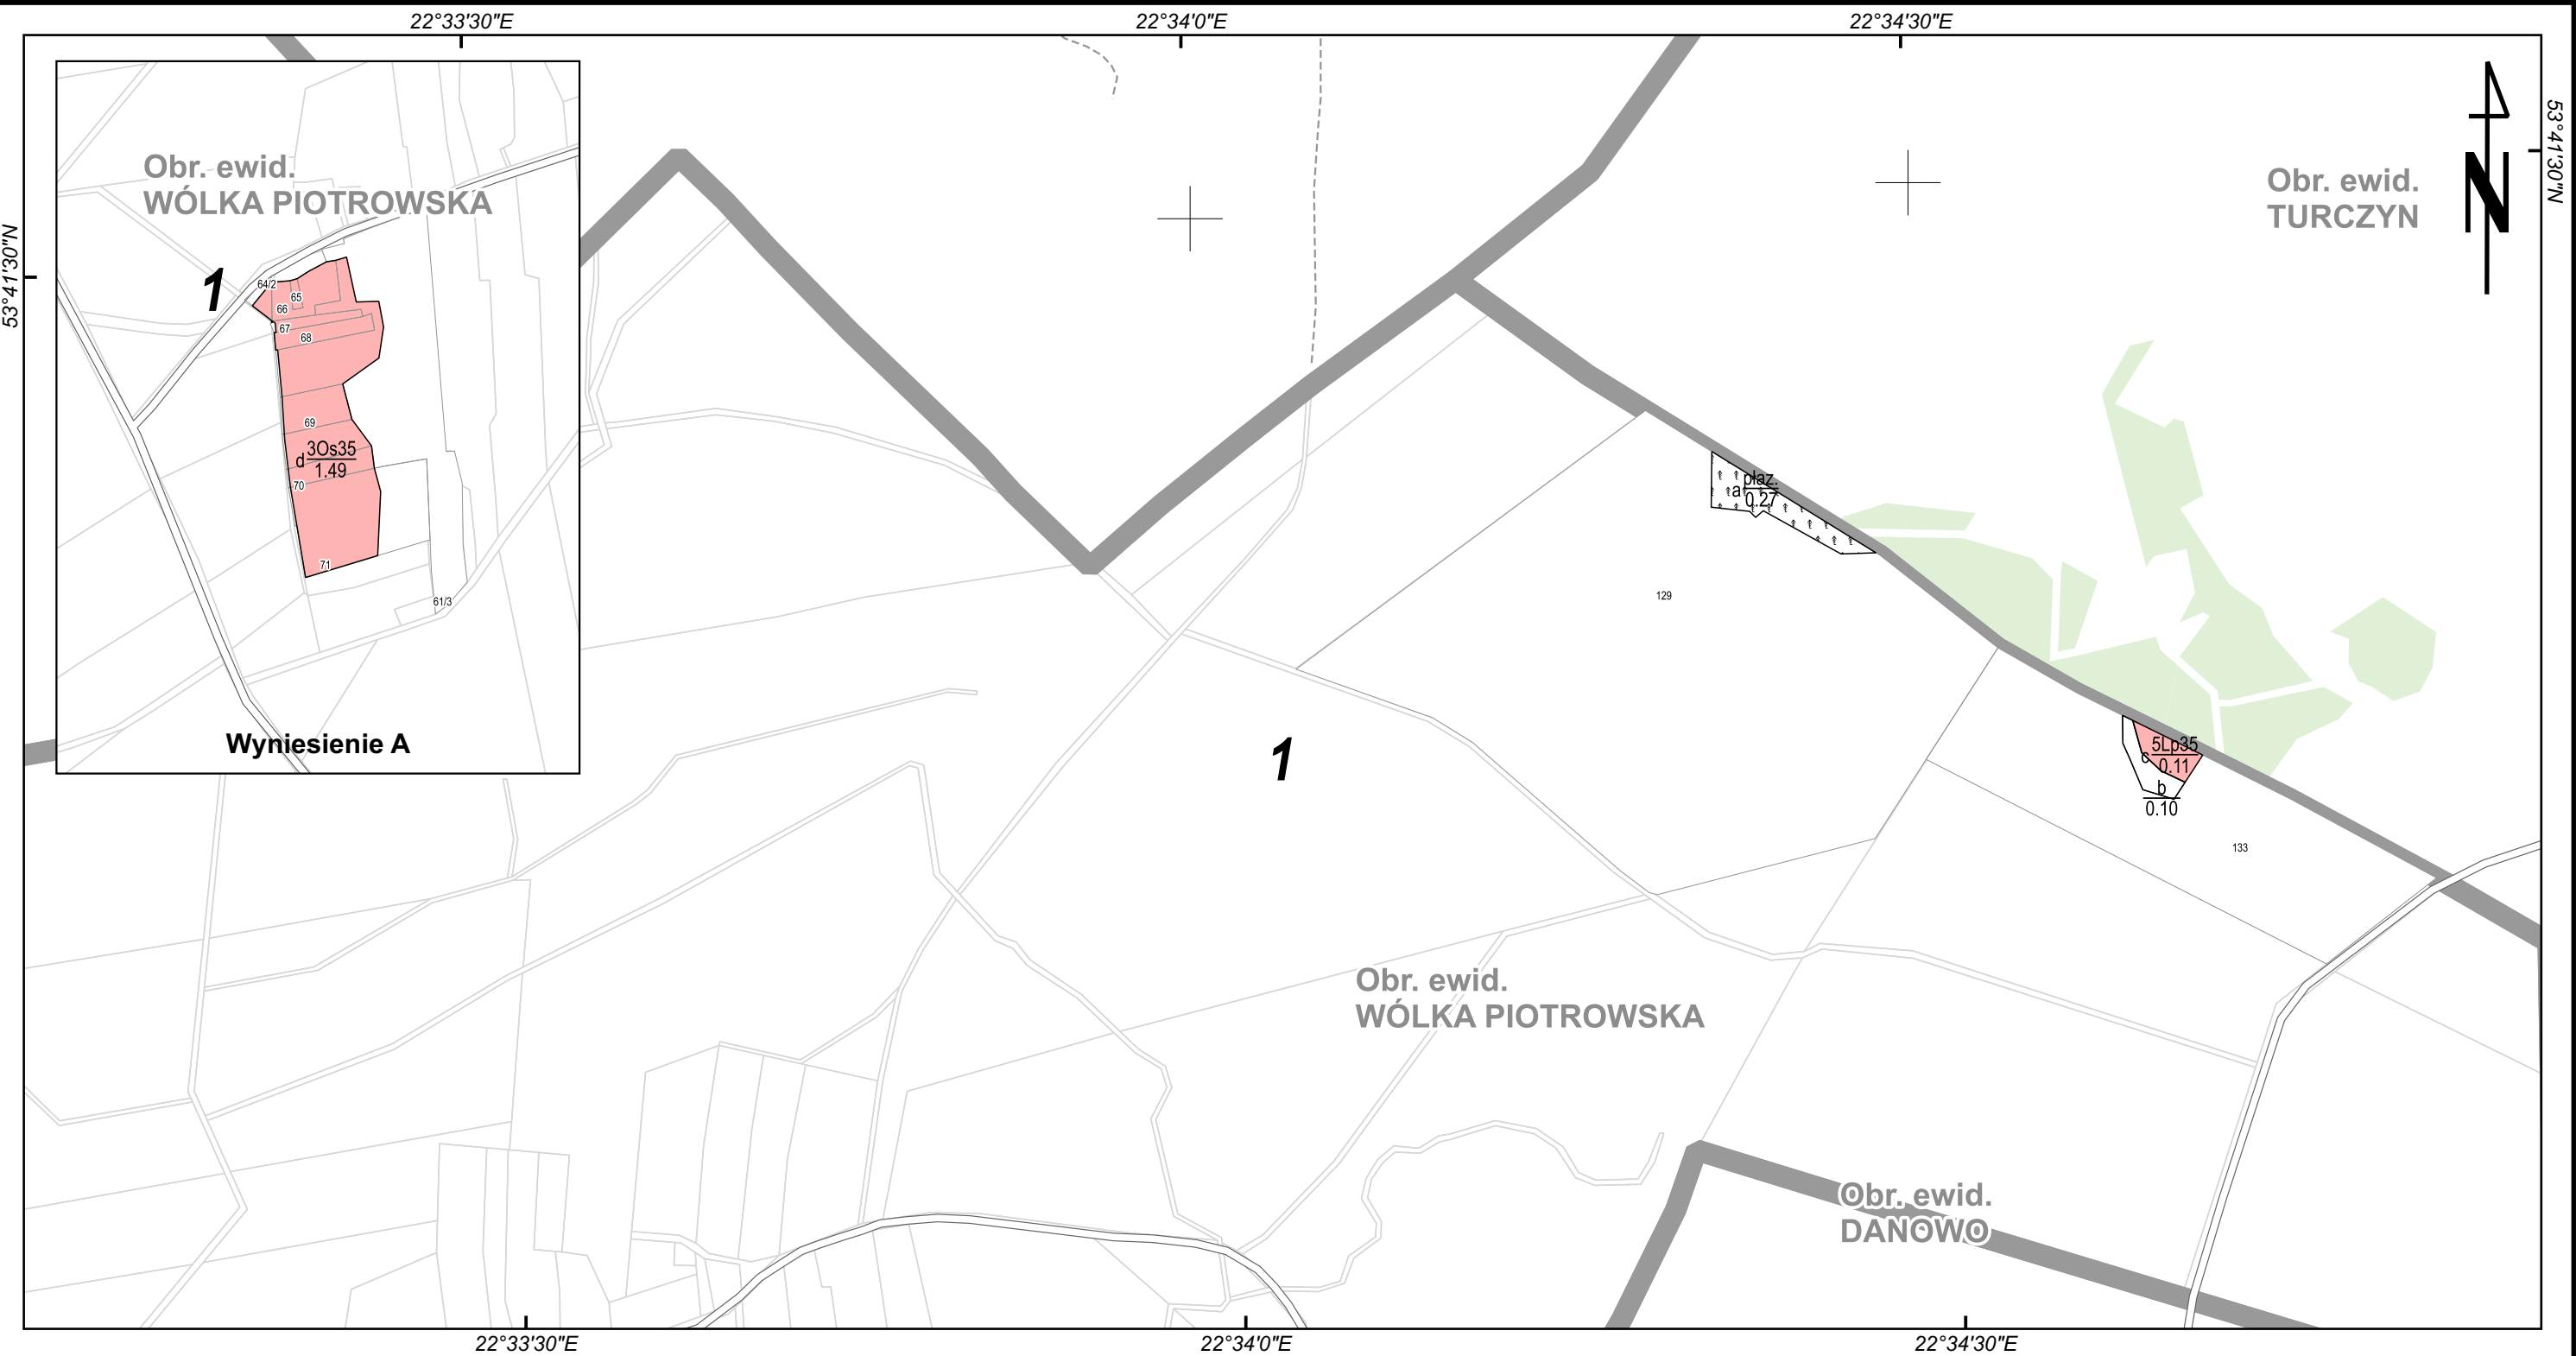 22°33'30"E
22°34'0"E
22°34'30"E
53°41'30"N
53°41'30"N
N
Obr. ewid.
TURCZYN
Obr. ewid.
WÓLKA PIOTROWSKA
1
64/2
65
66
67
68
69
d 3Os35
1.49
70
71
61/3
Wyniesienie A
a płaz.
0.27
129
1
c 5Lp35
0.11
b
0.10
133
Obr. ewid.
WÓLKA PIOTROWSKA
Obr. ewid.
DANOWO
22°33'30"E
22°34'0"E
22°34'30"E